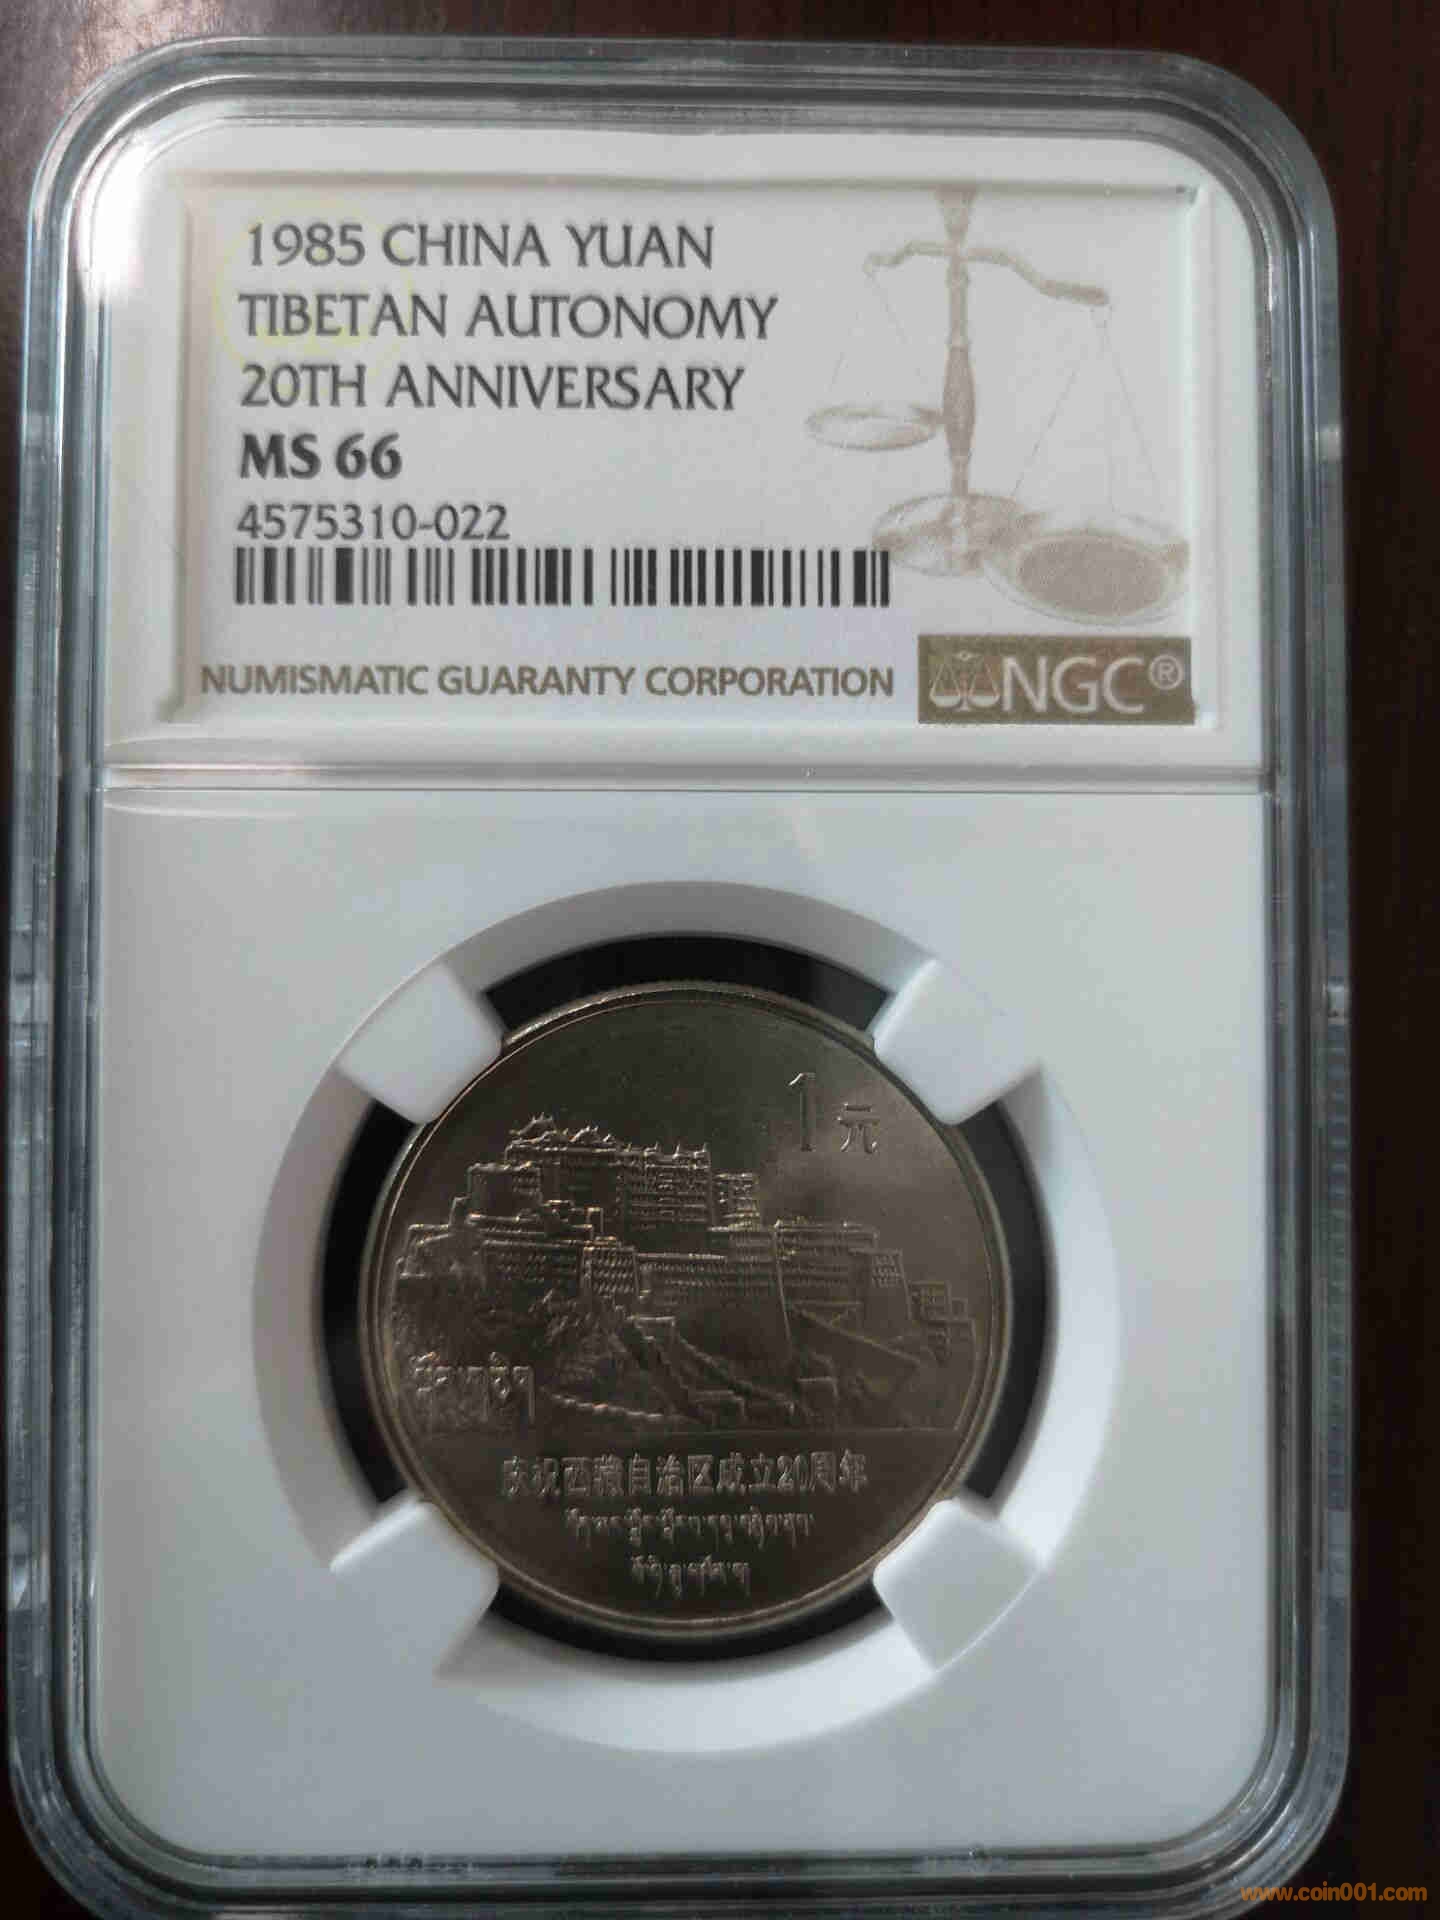 1985 CHINA YUAN
TIBETAN AUTONOMY
20TH ANNIVERSARY
MS 66
4575310-022
NUMISMATIC GUARANTY CORPORATION
NGC®
1元
庆祝西藏自治区成立20周年
www.coin001.com